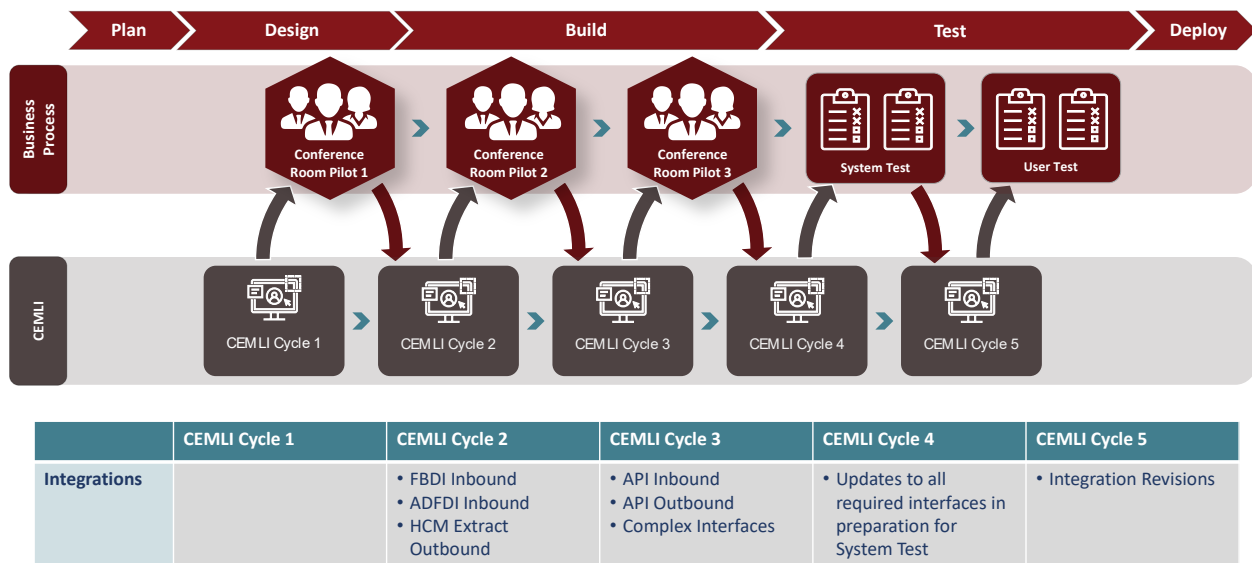 Plan
Design
Build
Test
Deploy
Business
Process
Conference
Room Pilot 1
Conference
Room Pilot 2
Conference
Room Pilot 3
System Test
User Test
CEMLI
CEMLI Cycle 1
CEMLI Cycle 2
CEMLI Cycle 3
CEMLI Cycle 4
CEMLI Cycle 5
CEMLI Cycle 1
CEMLI Cycle 2
CEMLI Cycle 3
CEMLI Cycle 4
CEMLI Cycle 5
Integrations
• FBDI Inbound
• ADFDI Inbound
• HCM Extract
Outbound
• API Inbound
• API Outbound
• Complex Interfaces
• Updates to all
required interfaces in
preparation for
System Test
• Integration Revisions